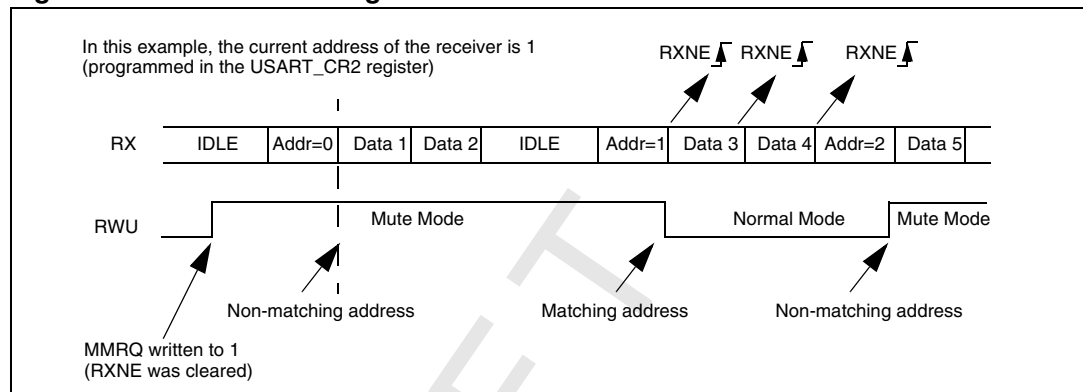 In this example, the current address of the receiver is 1
(programmed in the USART_CR2 register)
RXNE RXNE RXNE
RX IDLE Addr=0 Data 1 Data 2 IDLE Addr=1 Data 3 Data 4 Addr=2 Data 5
RWU Mute Mode Normal Mode Mute Mode
Non-matching address Matching address Non-matching address
MMRQ written to 1
(RXNE was cleared)